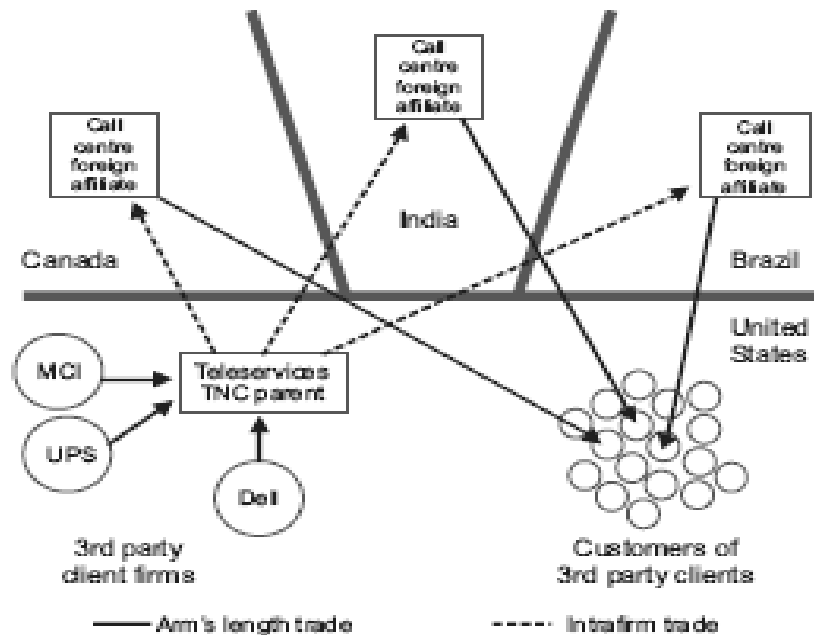 Call
centre
foreign
affiliate
Call
centre
foreign
affiliate
Call
centre
foreign
affiliate
India
Canada
Brazil
United
States
MCI
Teleservices
TNC parent
UPS
Dell
3rd party
client firms
Customers of
3rd party clients
Arm's length trade
Intrafirm trade